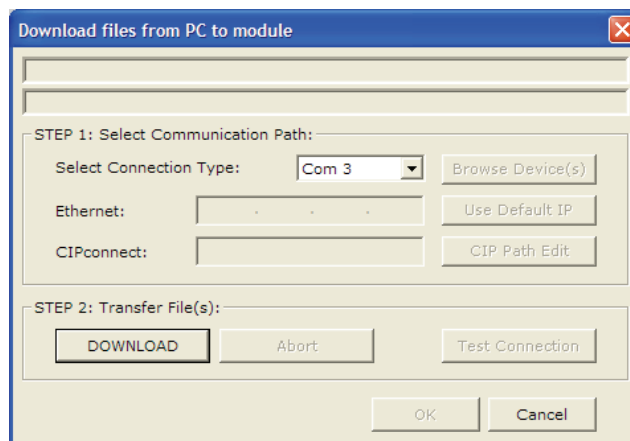 Download files from PC to module
STEP 1: Select Communication Path:
Select Connection Type: Com 3 Browse Device(s)
Ethernet: . . . Use Default IP
CIPconnect: CIP Path Edit
STEP 2: Transfer File(s):
DOWNLOAD Abort Test Connection
OK Cancel